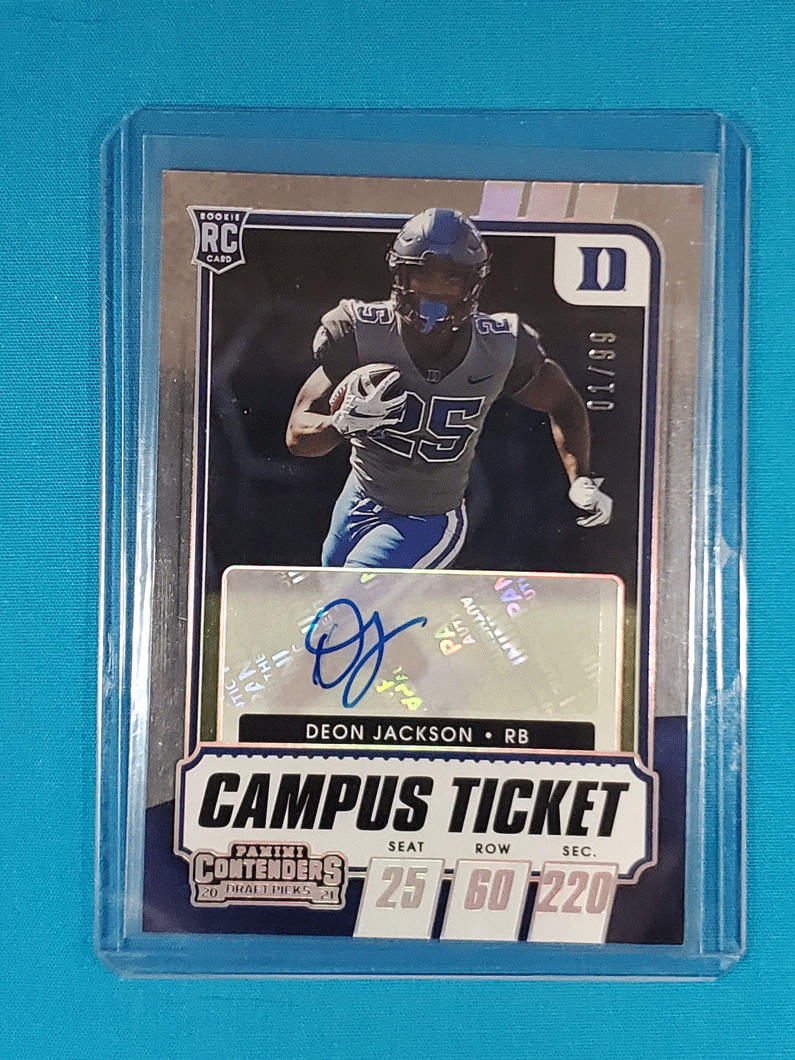 ROOKIE
RC
CARD
D
25
25
25
01/99
DEON JACKSON • RB
CAMPUS TICKET
SEAT ROW SEC.
25 60 220
PANINI
CONTENDERS
20 DRAFT PICKS 21